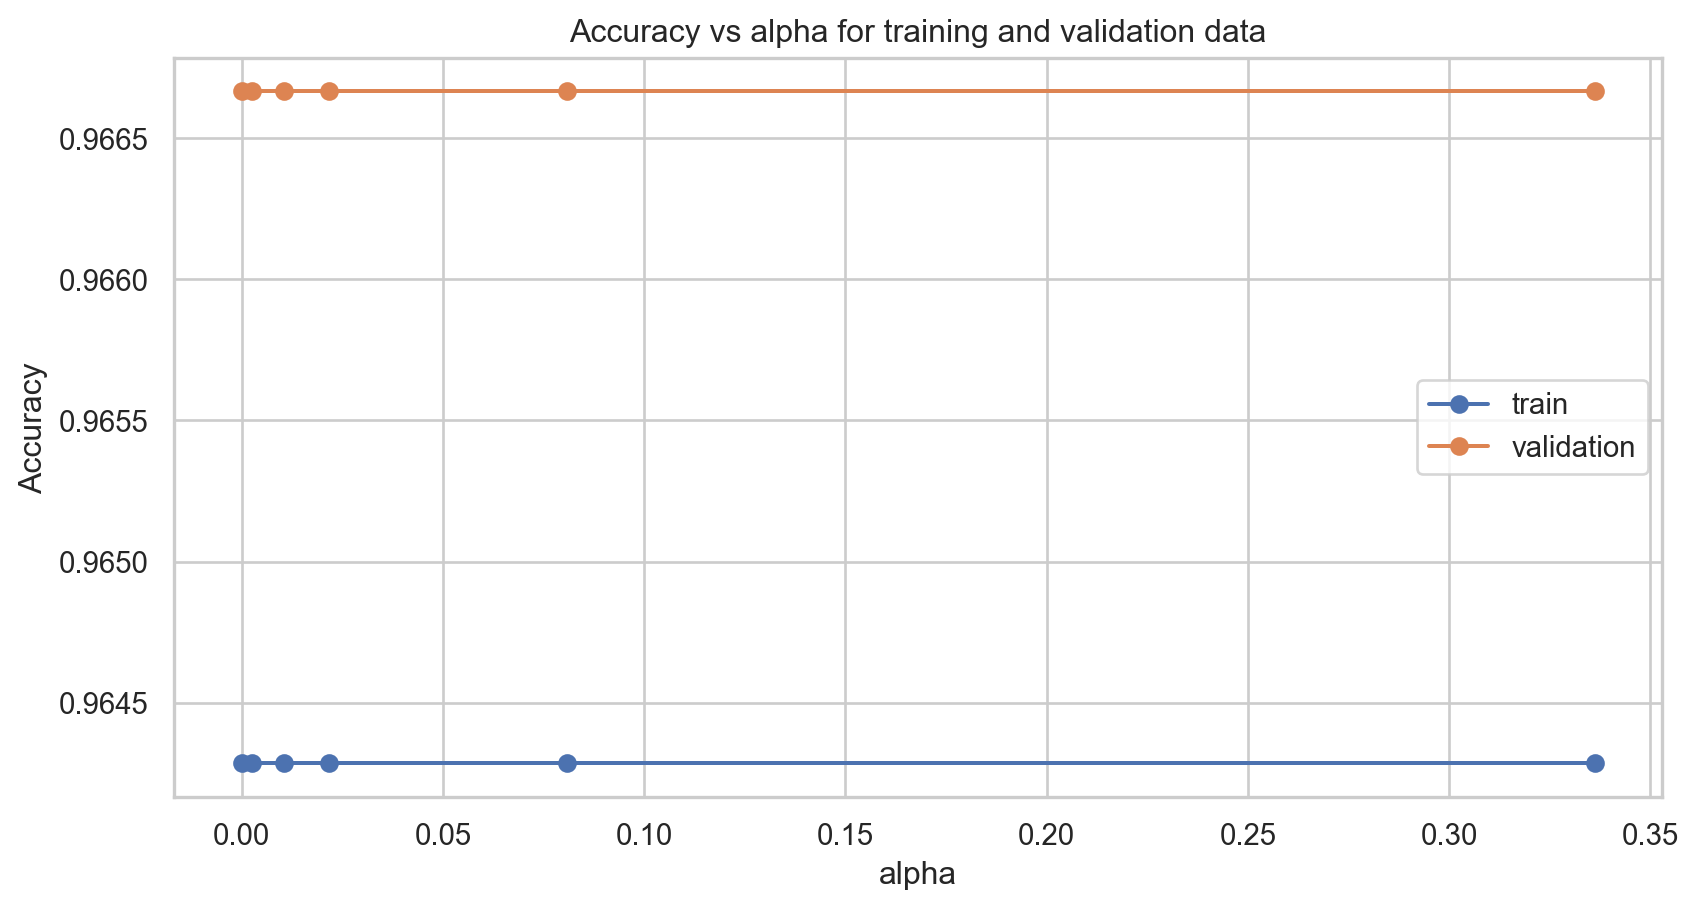 Accuracy vs alpha for training and validation data
0.9665
0.9660
0.9655
0.9650
0.9645
Accuracy
train
validation
0.00 0.05 0.10 0.15 0.20 0.25 0.30 0.35
alpha